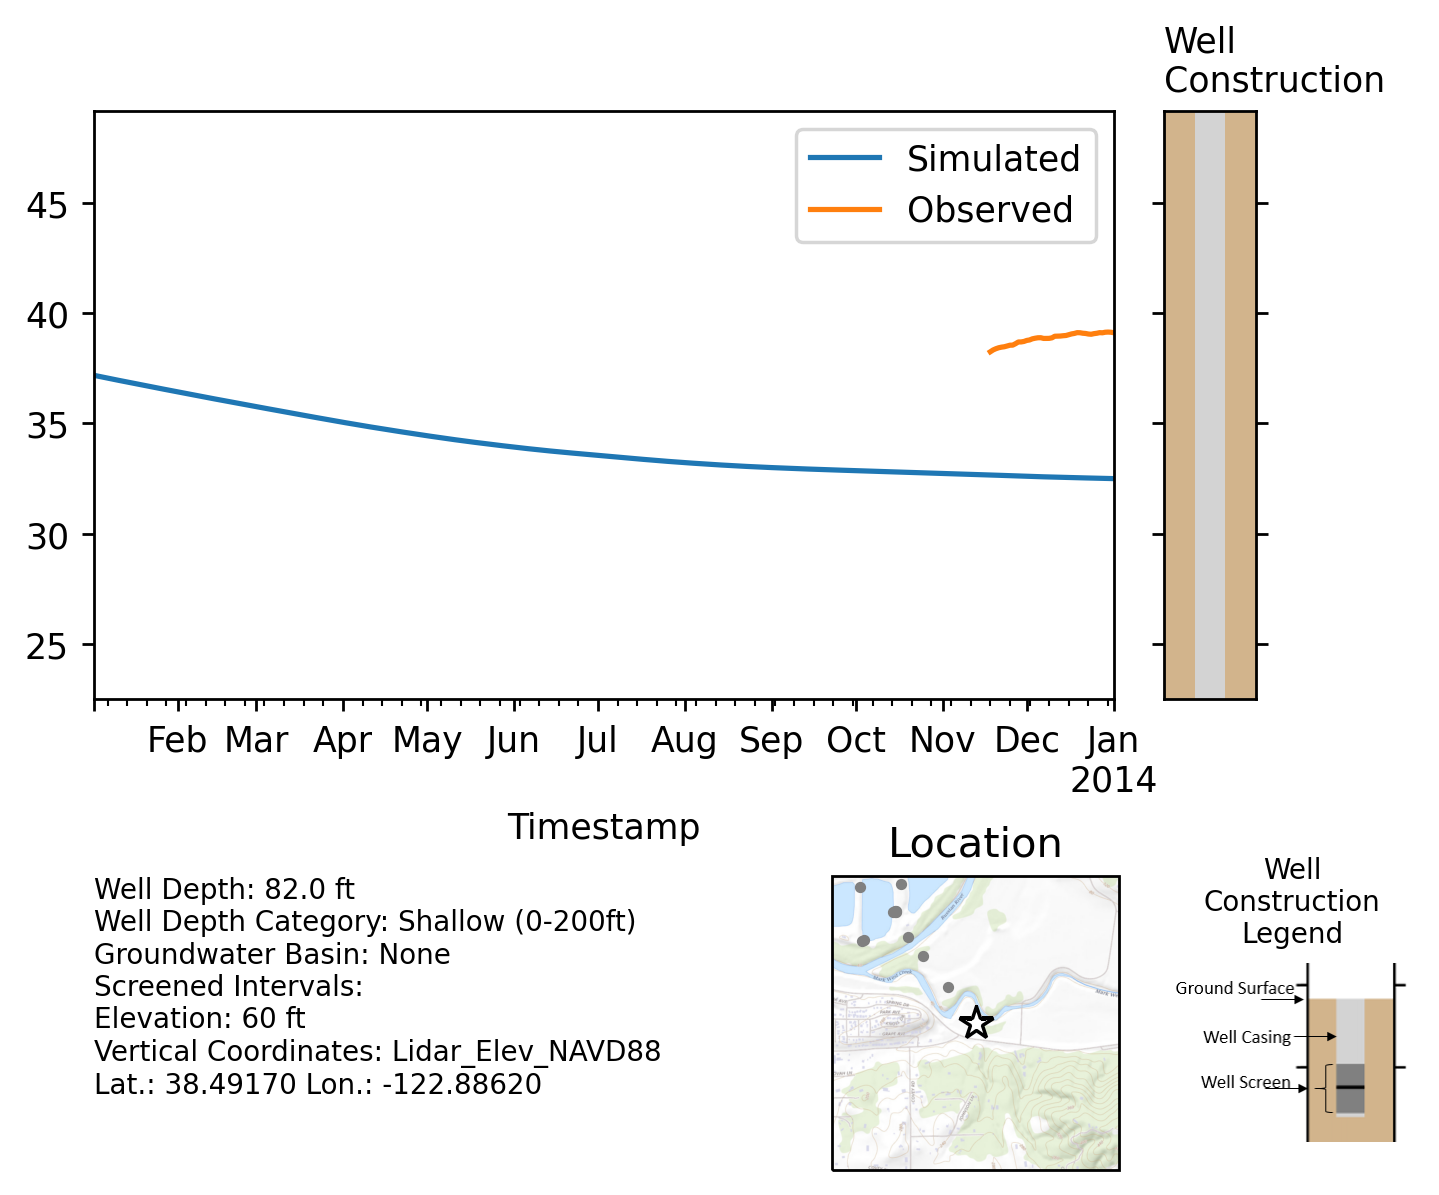 Well
Construction
Simulated
Observed
45
40
35
30
25
Feb Mar Apr May Jun Jul Aug Sep Oct Nov Dec Jan
2014
Timestamp
Well Depth: 82.0 ft
Well Depth Category: Shallow (0-200ft)
Groundwater Basin: None
Screened Intervals:
Elevation: 60 ft
Vertical Coordinates: Lidar_Elev_NAVD88
Lat.: 38.49170 Lon.: -122.88620
Location
Well
Construction
Legend
Ground Surface
Well Casing
Well Screen